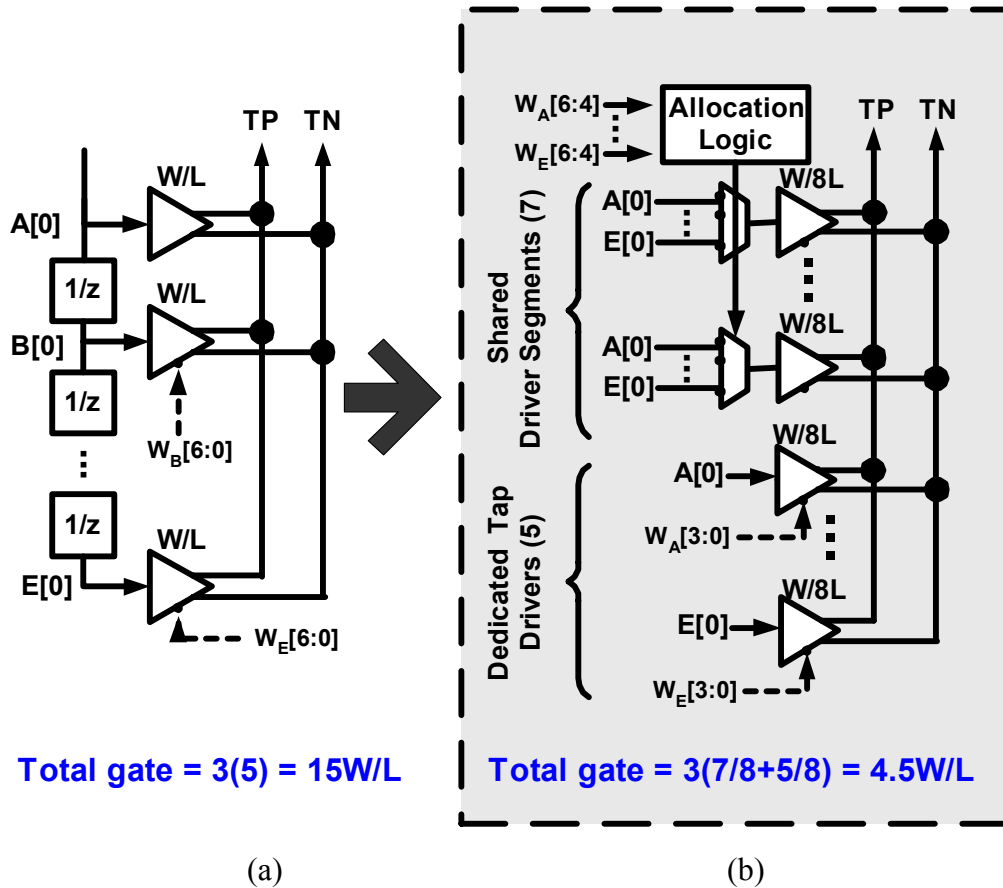 TP TN
W/L
A[0]
1/z
W/L
B[0]
1/z
W_B[6:0]
1/z
W/L
E[0]
W_E[6:0]
Total gate = 3(5) = 15W/L
(a)
W_A[6:4]
W_E[6:4]
Allocation
Logic
TP TN
Shared
Driver Segments (7)
A[0]
E[0]
W/8L
A[0]
E[0]
W/8L
Dedicated Tap
Drivers (5)
W/8L
A[0]
W_A[3:0]
W/8L
E[0]
W_E[3:0]
Total gate = 3(7/8+5/8) = 4.5W/L
(b)